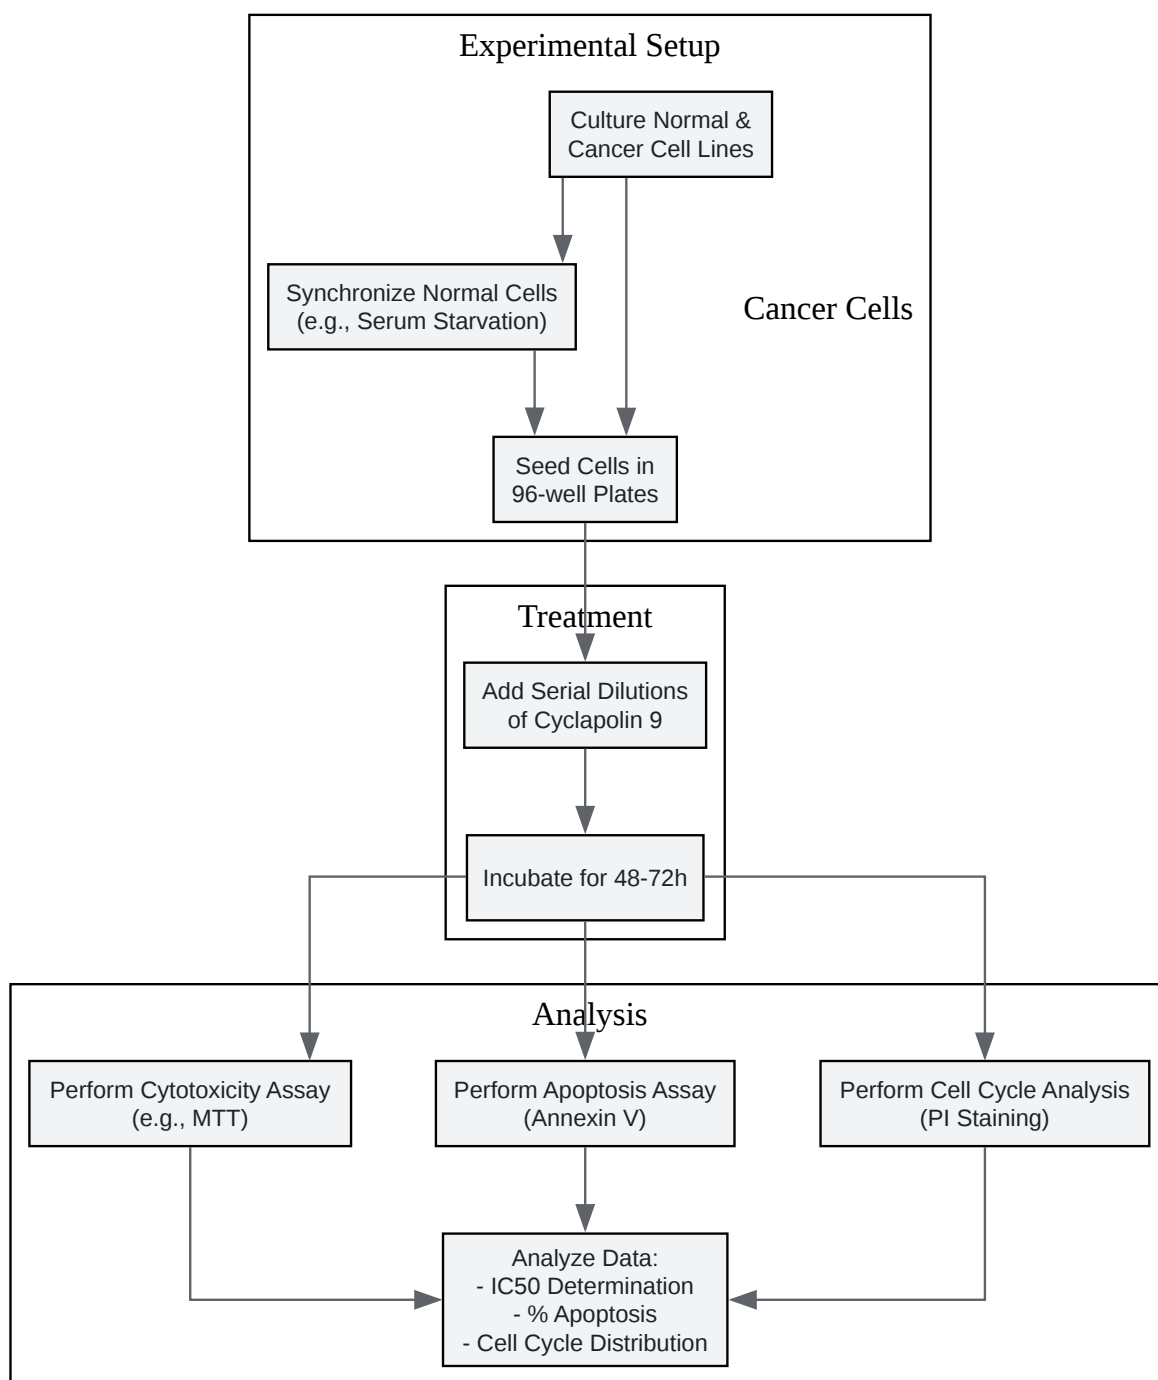 Experimental Setup
Culture Normal &
Cancer Cell Lines
Synchronize Normal Cells
(e.g., Serum Starvation)
Cancer Cells
Seed Cells in
96-well Plates
Treatment
Add Serial Dilutions
of Cyclapolin 9
Incubate for 48-72h
Analysis
Perform Cytotoxicity Assay
(e.g., MTT)
Perform Apoptosis Assay
(Annexin V)
Perform Cell Cycle Analysis
(PI Staining)
Analyze Data:
- IC50 Determination
- % Apoptosis
- Cell Cycle Distribution